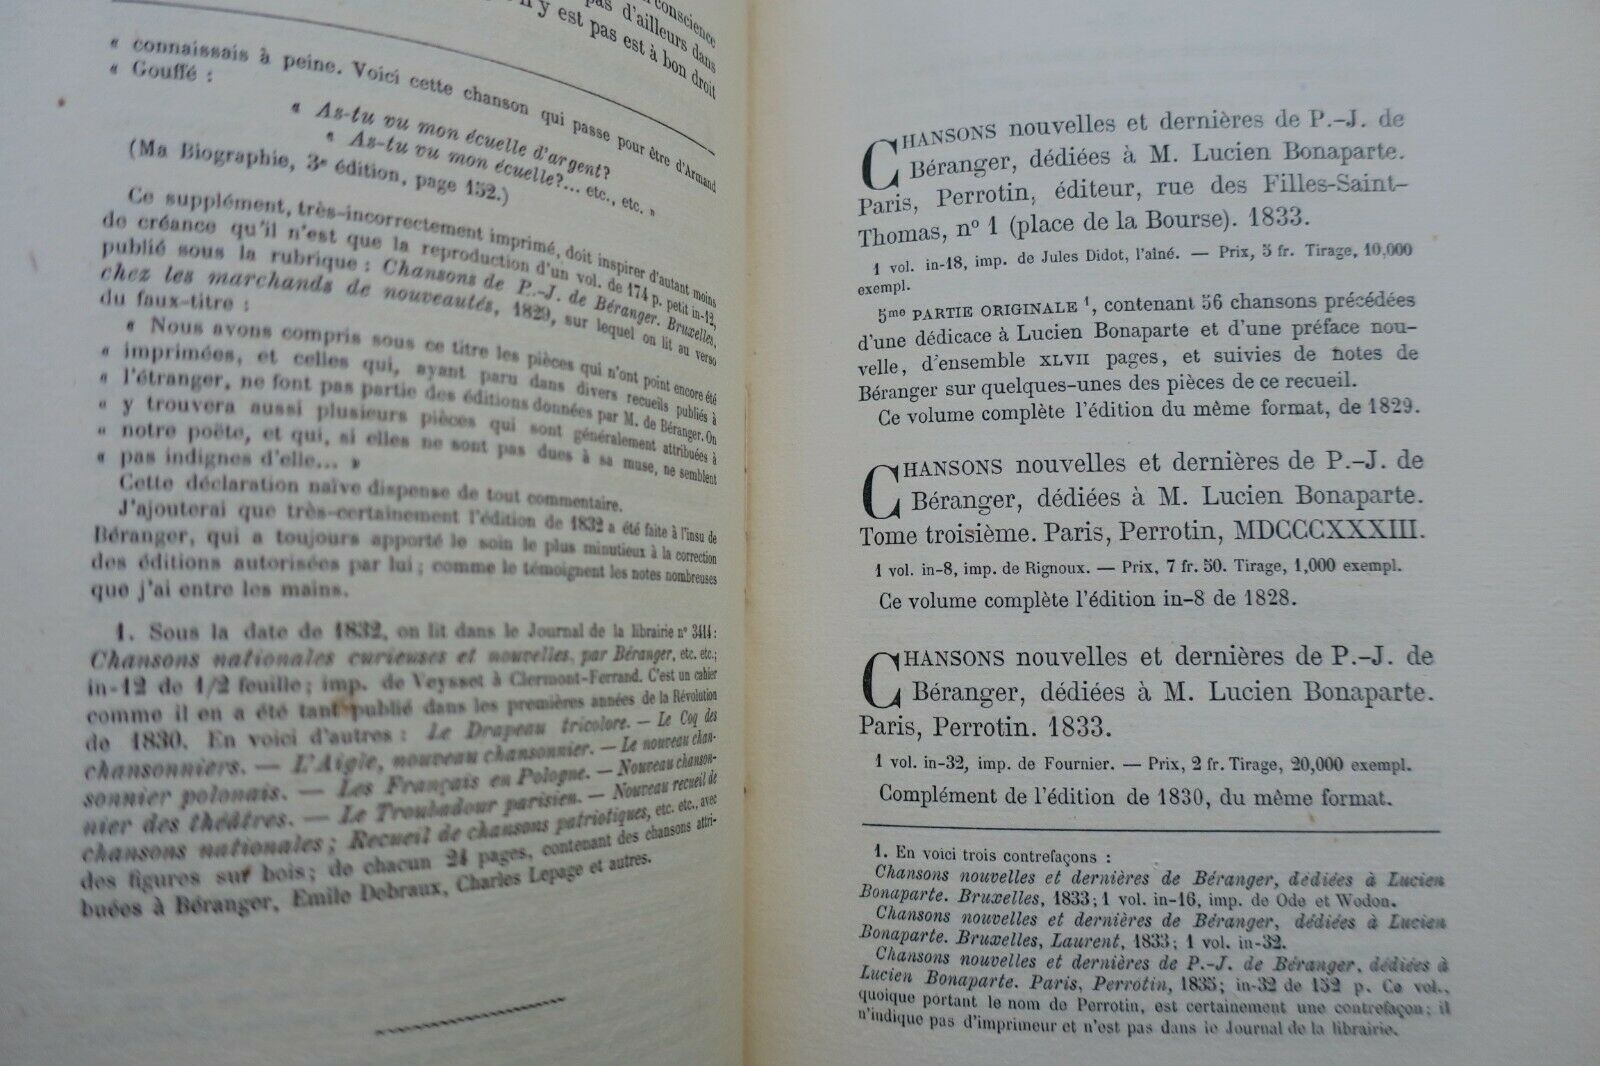 conscience
pas d'ailleurs dans
n y est pas est à bon droit
« connaissais à peine. Voici cette chanson qui passe pour être d'Armand
« Gouffé :
« As-tu vu mon écuelle d'argent?
« As-tu vu mon écuelle?... etc., etc. »
(Ma Biographie, 3e édition, page 152.)
Ce supplément, très-incorrectement imprimé, doit inspirer d'autant moins
de créance qu'il n'est que la reproduction d'un vol. de 174 p. petit in-12,
publié sous la rubrique : Chansons de P.-J. de Béranger. Bruxelles,
chez les marchands de nouveautés, 1829, sur lequel on lit au verso
du faux-titre :
« Nous avons compris sous ce titre les pièces qui n'ont point encore été
« imprimées, et celles qui, ayant paru dans divers recueils publiés à
« l'étranger, ne font pas partie des éditions données par M. de Béranger. On
« y trouvera aussi plusieurs pièces qui sont généralement attribuées à
« notre poëte, et qui, si elles ne sont pas dues à sa muse, ne semblent
« pas indignes d'elle... »
Cette déclaration naïve dispense de tout commentaire.
J'ajouterai que très-certainement l'édition de 1832 a été faite à l'insu de
Béranger, qui a toujours apporté le soin le plus minutieux à la correction
des éditions autorisées par lui ; comme le témoignent les notes nombreuses
que j'ai entre les mains.
1. Sous la date de 1832, on lit dans le Journal de la librairie n° 3414 :
Chansons nationales curieuses et nouvelles, par Béranger, etc. etc.;
in-12 de 1/2 feuille ; imp. de Veysset à Clermont-Ferrand. C'est un cahier
comme il en a été tant publié dans les premières années de la Révolution
de 1830. En voici d'autres : Le Drapeau tricolore. — Le Coq des
chansonniers. — L'Aigle, nouveau chansonnier. — Le nouveau chan-
sonnier polonais. — Les Français en Pologne. — Nouveau chanson-
nier des théâtres. — Le Troubadour parisien. — Nouveau recueil de
chansons nationales ; Recueil de chansons patriotiques, etc. etc., avec
des figures sur bois ; de chacun 24 pages, contenant des chansons attri-
buées à Béranger, Emile Debraux, Charles Lepage et autres.
CHANSONS nouvelles et dernières de P.-J. de
Béranger, dédiées à M. Lucien Bonaparte.
Paris, Perrotin, éditeur, rue des Filles-Saint-
Thomas, n° 1 (place de la Bourse). 1833.
1 vol. in-18, imp. de Jules Didot, l'aîné. — Prix, 5 fr. Tirage, 10,000
exempl.
5me PARTIE ORIGINALE 1, contenant 56 chansons précédées
d'une dédicace à Lucien Bonaparte et d'une préface nou-
velle, d'ensemble XLVII pages, et suivies de notes de
Béranger sur quelques-unes des pièces de ce recueil.
Ce volume complète l'édition du même format, de 1829.
CHANSONS nouvelles et dernières de P.-J. de
Béranger, dédiées à M. Lucien Bonaparte.
Tome troisième. Paris, Perrotin, MDCCCXXXIII.
1 vol. in-8, imp. de Rignoux. — Prix, 7 fr. 50. Tirage, 1,000 exempl.
Ce volume complète l'édition in-8 de 1828.
CHANSONS nouvelles et dernières de P.-J. de
Béranger, dédiées à M. Lucien Bonaparte.
Paris, Perrotin. 1833.
1 vol. in-32, imp. de Fournier. — Prix, 2 fr. Tirage, 20,000 exempl.
Complément de l'édition de 1830, du même format.
1. En voici trois contrefaçons :
Chansons nouvelles et dernières de Béranger, dédiées à Lucien
Bonaparte. Bruxelles, 1833 ; 1 vol. in-16, imp. de Ode et Wodon.
Chansons nouvelles et dernières de Béranger, dédiées à Lucien
Bonaparte. Bruxelles, Laurent, 1833 ; 1 vol. in-32.
Chansons nouvelles et dernières de P.-J. de Béranger, dédiées à
Lucien Bonaparte. Paris, Perrotin, 1835 ; in-32 de 152 p. Ce vol.,
quoique portant le nom de Perrotin, est certainement une contrefaçon ; il
n'indique pas d'imprimeur et n'est pas dans le Journal de la librairie.